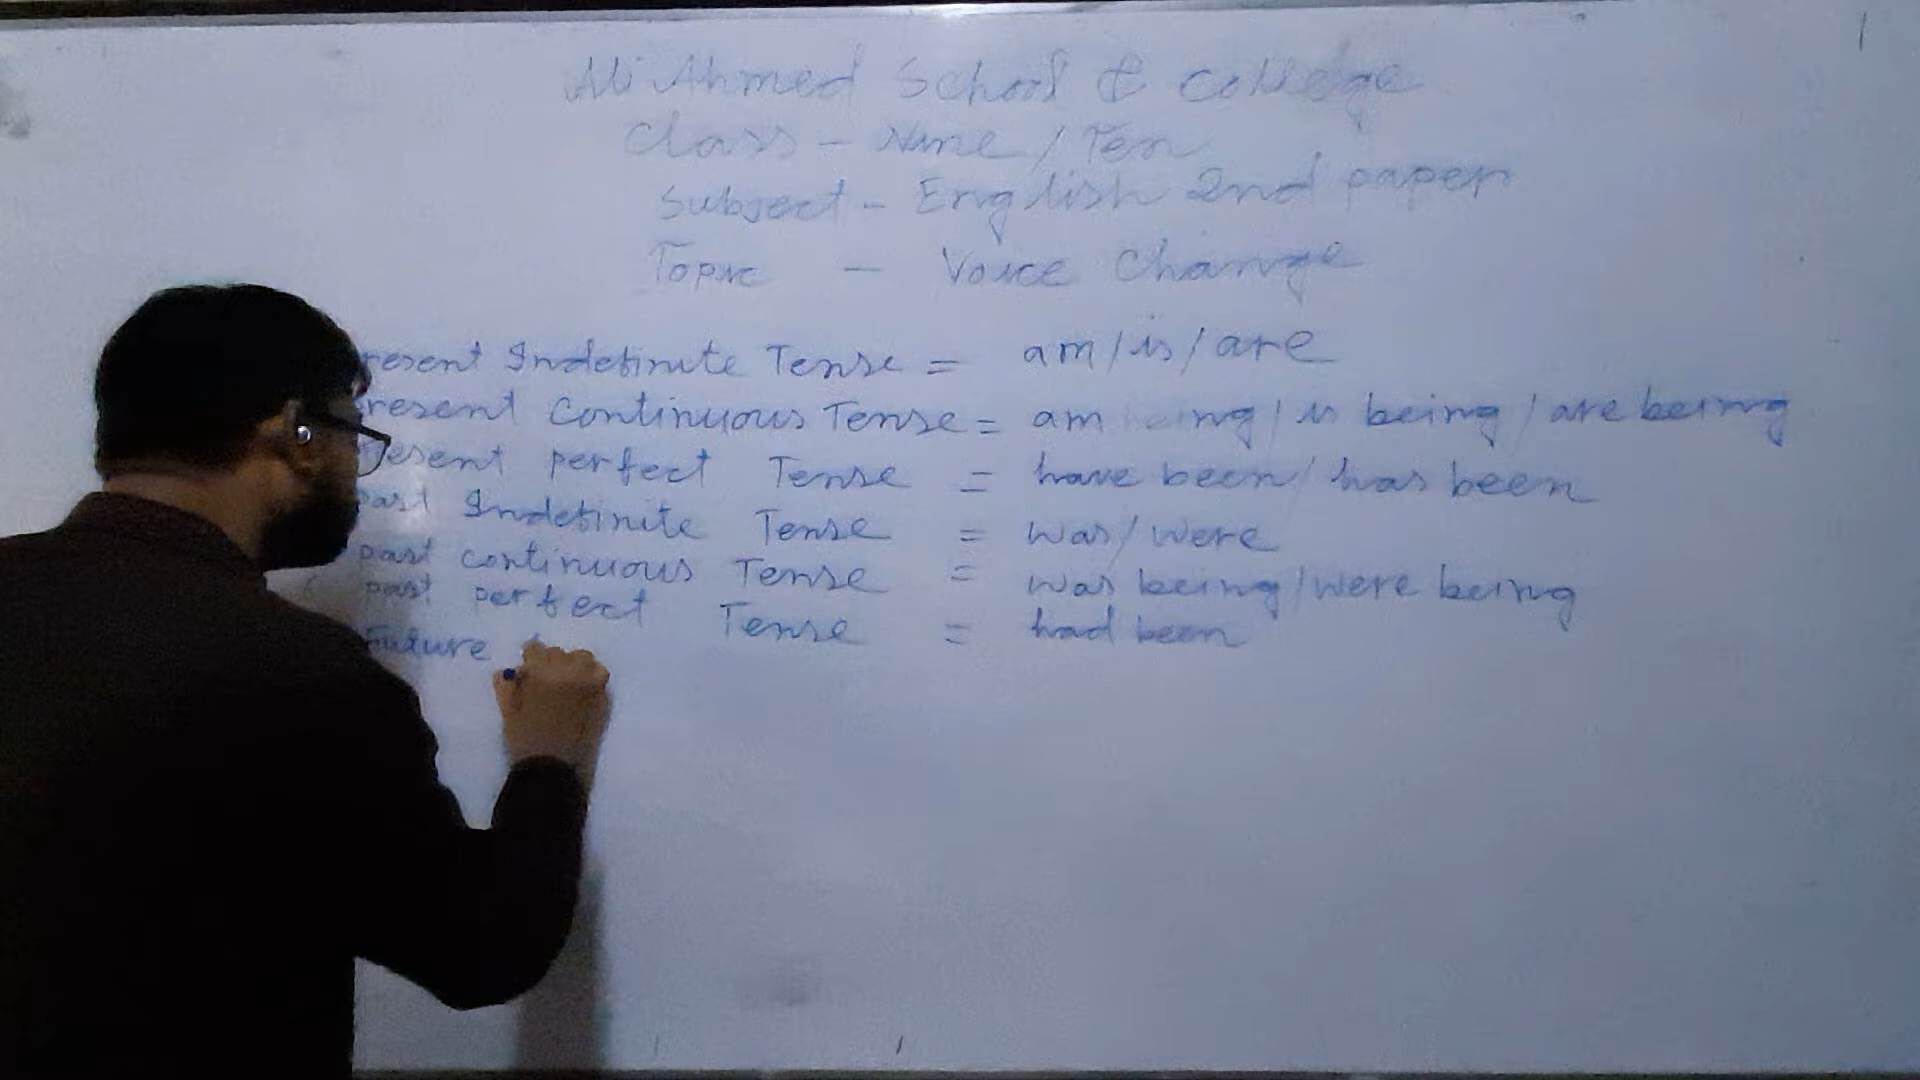 Ali Ahmed School & College
Class - Nine / Ten
Subject - English 2nd paper
Topic - Voice Change
resent Indefinite Tense = am/is/are
resent Continuous Tense = am being/is being/are being
resent perfect Tense = have been/has been
past Indefinite Tense = was/were
past continuous Tense = was being/were being
past perfect Tense = had been
Future